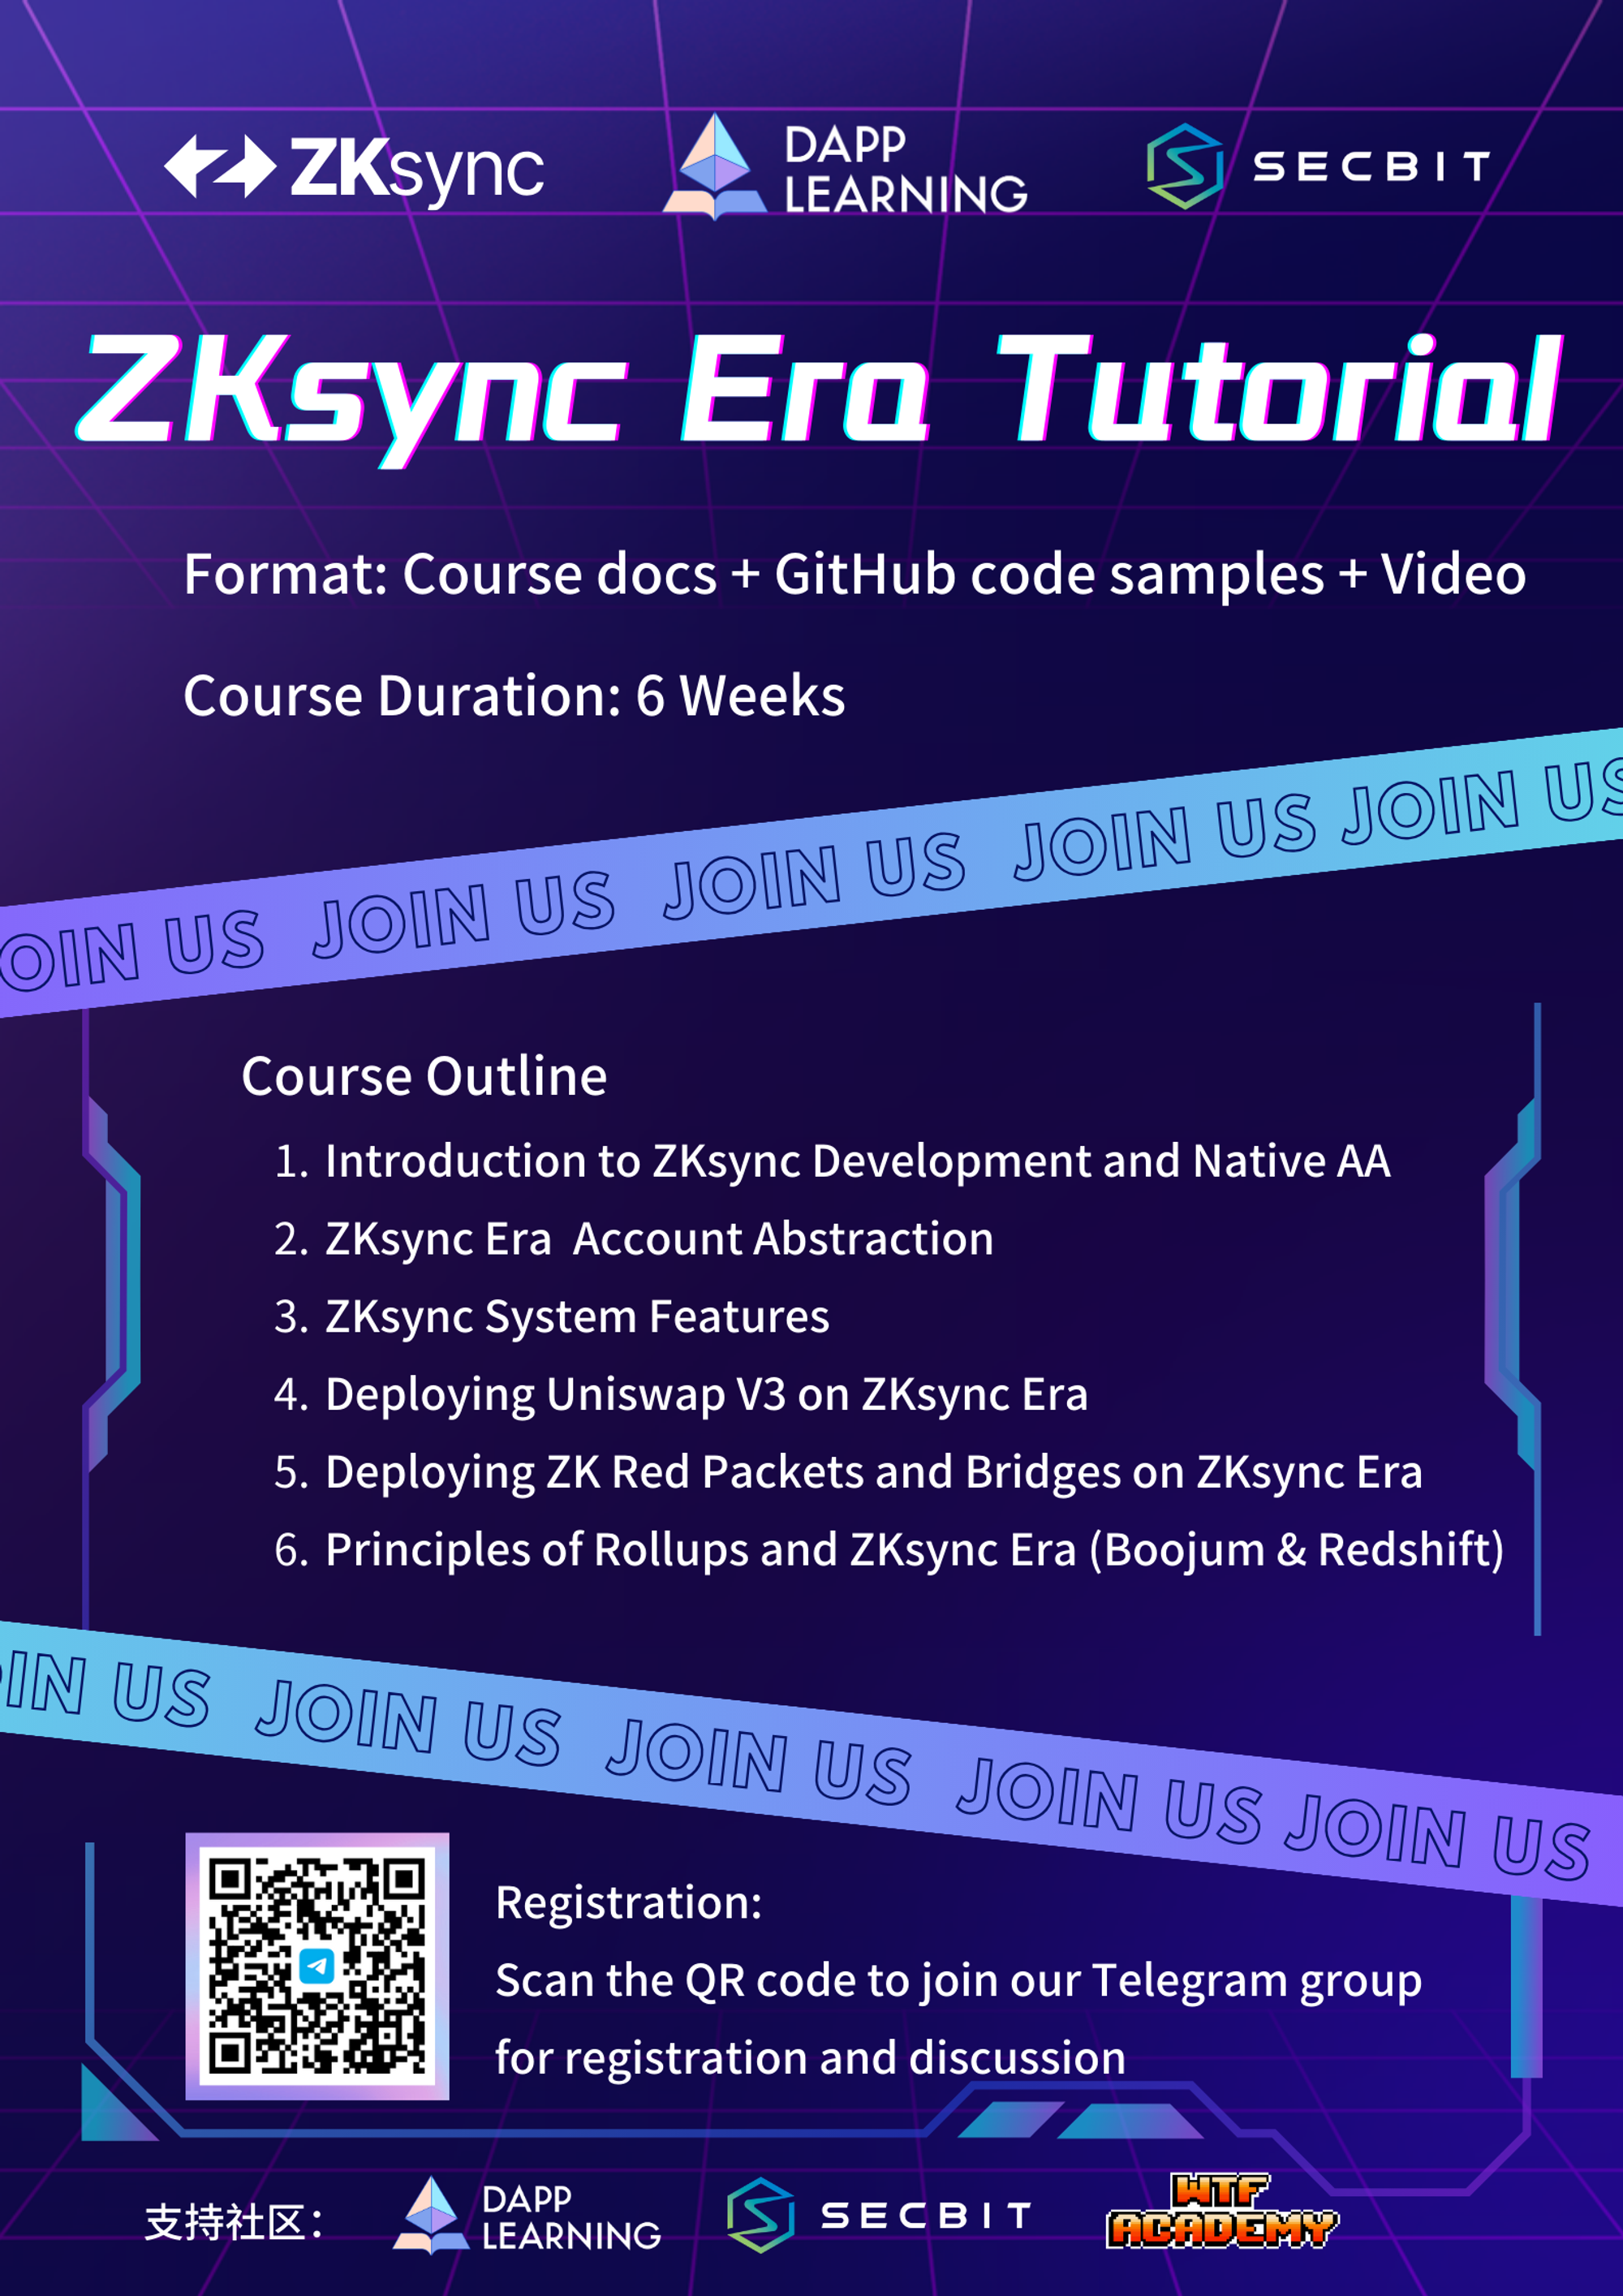 ZKsync
DAPP
LEARNING
SECBIT
ZKsync Era Tutorial
Format: Course docs + GitHub code samples + Video
Course Duration: 6 Weeks
OIN US JOIN US JOIN US JOIN US JOIN US
Course Outline
1. Introduction to ZKsync Development and Native AA
2. ZKsync Era Account Abstraction
3. ZKsync System Features
4. Deploying Uniswap V3 on ZKsync Era
5. Deploying ZK Red Packets and Bridges on ZKsync Era
6. Principles of Rollups and ZKsync Era (Boojum & Redshift)
OIN US JOIN US JOIN US JOIN US JOIN US
Registration:
Scan the QR code to join our Telegram group
for registration and discussion
支持社区：
DAPP
LEARNING
SECBIT
WTF
ACADEMY